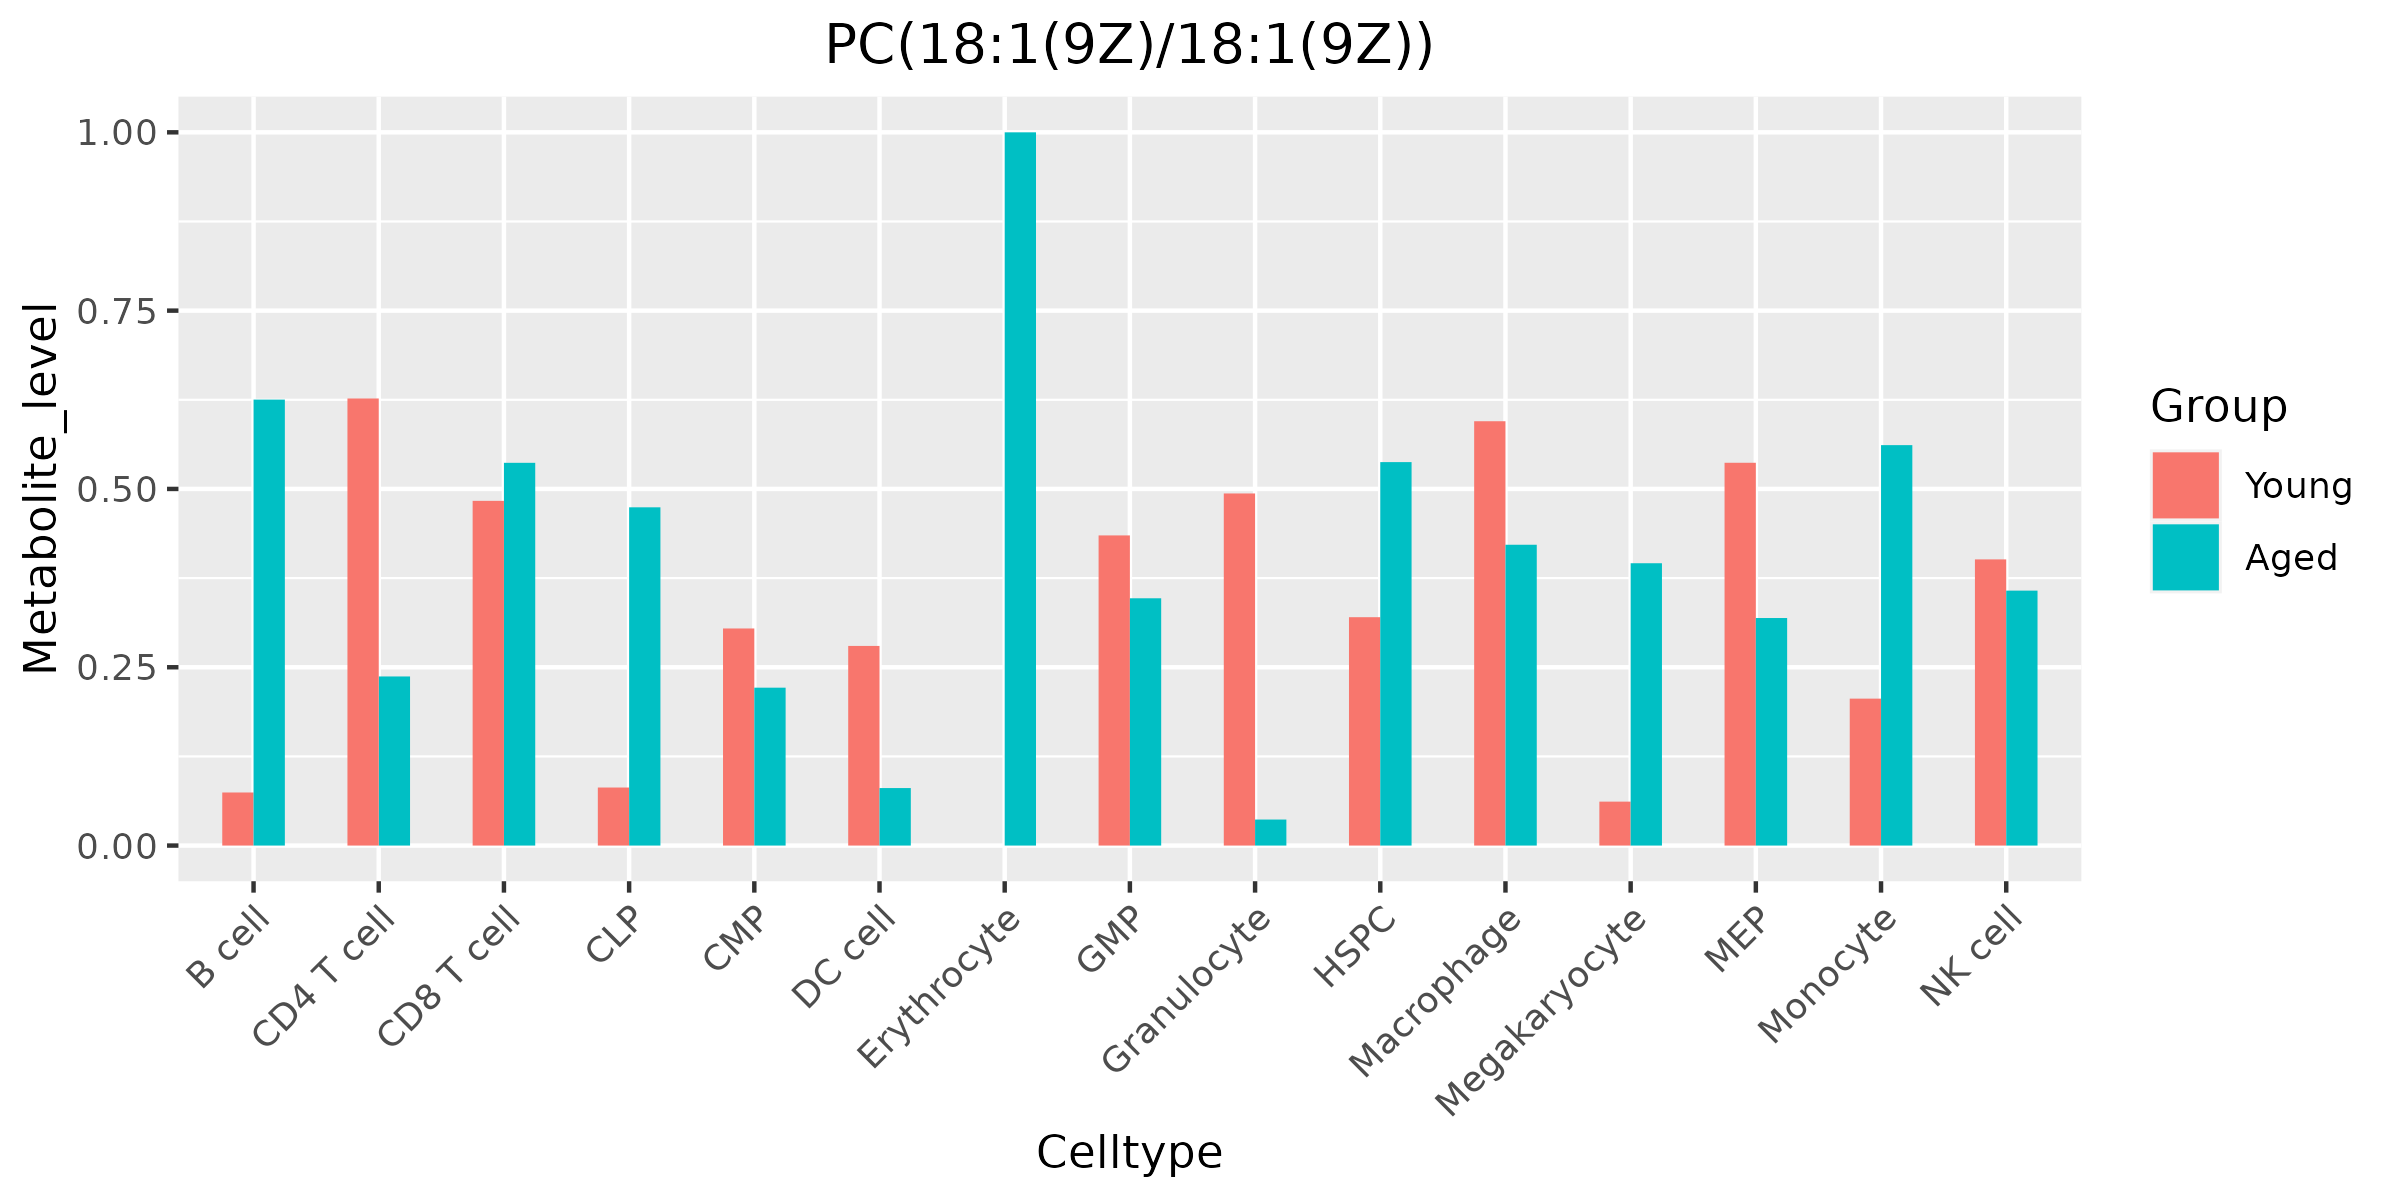 PC(18:1(9Z)/18:1(9Z))
Metabolite_level
1.00
0.75
0.50
0.25
0.00
B cell
CD4 T cell
CD8 T cell
CLP
CMP
DC cell
Erythrocyte
GMP
Granulocyte
HSPC
Macrophage
Megakaryocyte
MEP
Monocyte
NK cell
Celltype
Group
Young
Aged